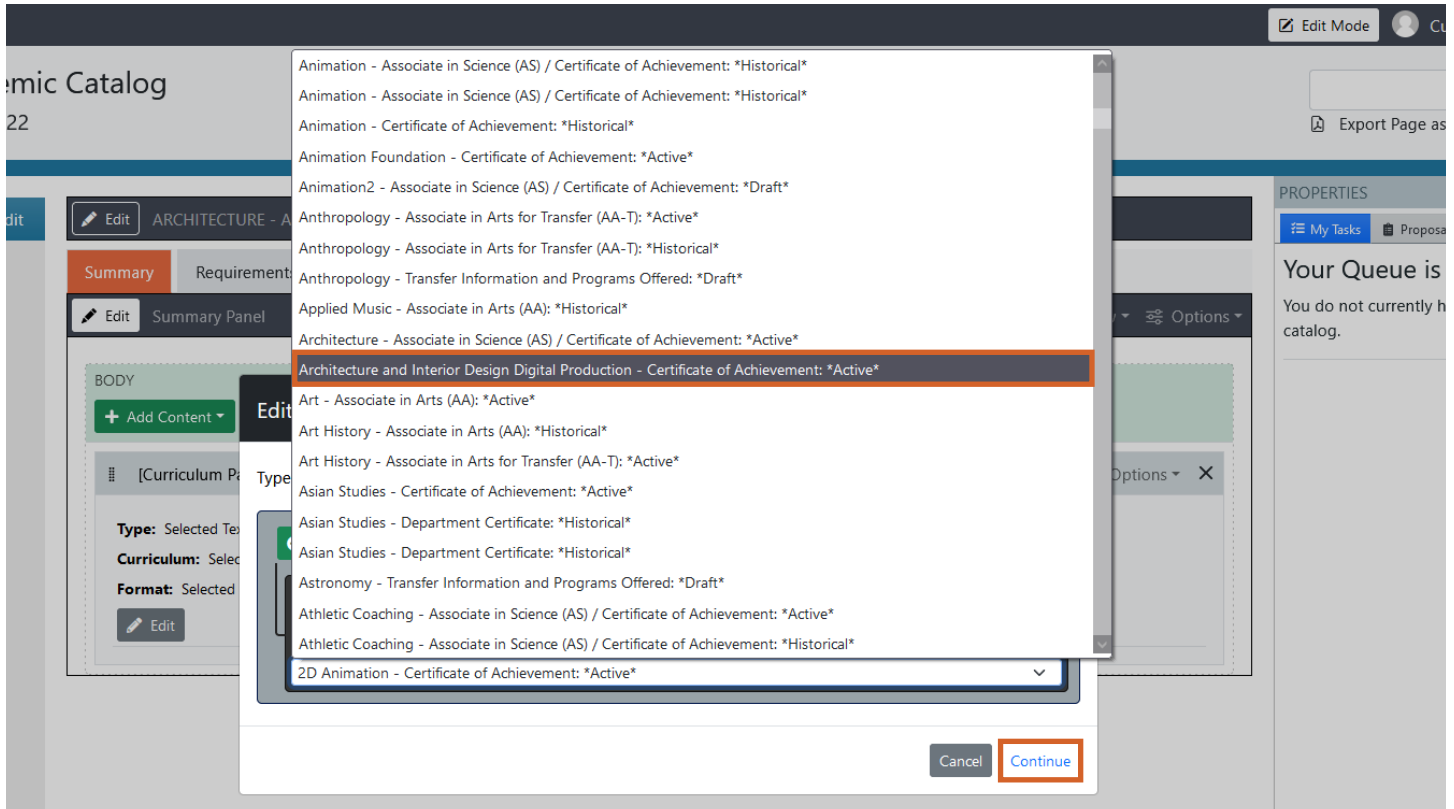 Edit Mode
Cu
emic Catalog
22
Export Page as
dit
Edit
ARCHITECTURE - A
Summary
Requirements
Edit
Summary Panel
Options
BODY
Add Content
Edit
[Curriculum Pa
Type
Options
Type: Selected Tex
Curriculum: Selec
Format: Selected
Edit
Animation - Associate in Science (AS) / Certificate of Achievement: *Historical*
Animation - Associate in Science (AS) / Certificate of Achievement: *Historical*
Animation - Certificate of Achievement: *Historical*
Animation Foundation - Certificate of Achievement: *Active*
Animation2 - Associate in Science (AS) / Certificate of Achievement: *Draft*
Anthropology - Associate in Arts for Transfer (AA-T): *Active*
Anthropology - Associate in Arts for Transfer (AA-T): *Historical*
Anthropology - Transfer Information and Programs Offered: *Draft*
Applied Music - Associate in Arts (AA): *Historical*
Architecture - Associate in Science (AS) / Certificate of Achievement: *Active*
Architecture and Interior Design Digital Production - Certificate of Achievement: *Active*
Art - Associate in Arts (AA): *Active*
Art History - Associate in Arts (AA): *Historical*
Art History - Associate in Arts for Transfer (AA-T): *Active*
Asian Studies - Certificate of Achievement: *Active*
Asian Studies - Department Certificate: *Historical*
Asian Studies - Department Certificate: *Historical*
Astronomy - Transfer Information and Programs Offered: *Draft*
Athletic Coaching - Associate in Science (AS) / Certificate of Achievement: *Active*
Athletic Coaching - Associate in Science (AS) / Certificate of Achievement: *Historical*
2D Animation - Certificate of Achievement: *Active*
Cancel
Continue
PROPERTIES
My Tasks
Proposa
Your Queue is
You do not currently h
catalog.